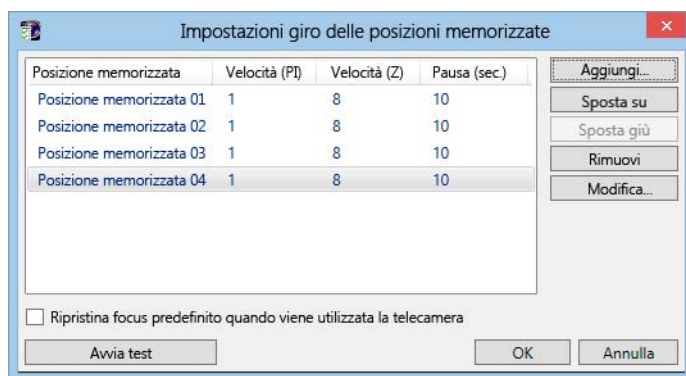 Impostazioni giro delle posizioni memorizzate
Posizione memorizzata Velocità (PI) Velocità (Z) Pausa (sec.)
Posizione memorizzata 01 1 8 10
Posizione memorizzata 02 1 8 10
Posizione memorizzata 03 1 8 10
Posizione memorizzata 04 1 8 10
Aggiungi...
Sposta su
Sposta giù
Rimuovi
Modifica...
Ripristina focus predefinito quando viene utilizzata la telecamera
Avvia test
OK
Annulla